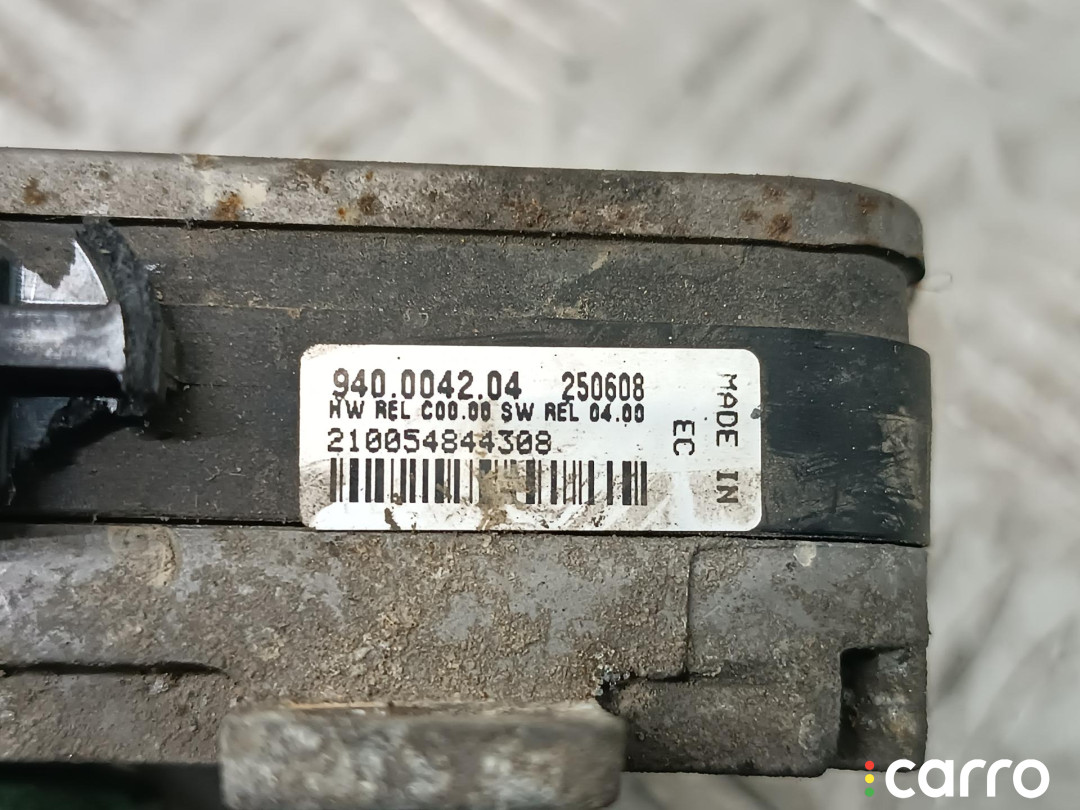 940.0042.04 250608
HW REL C00.00 SW REL 04.00
210054844308
MADE IN
EC
carro